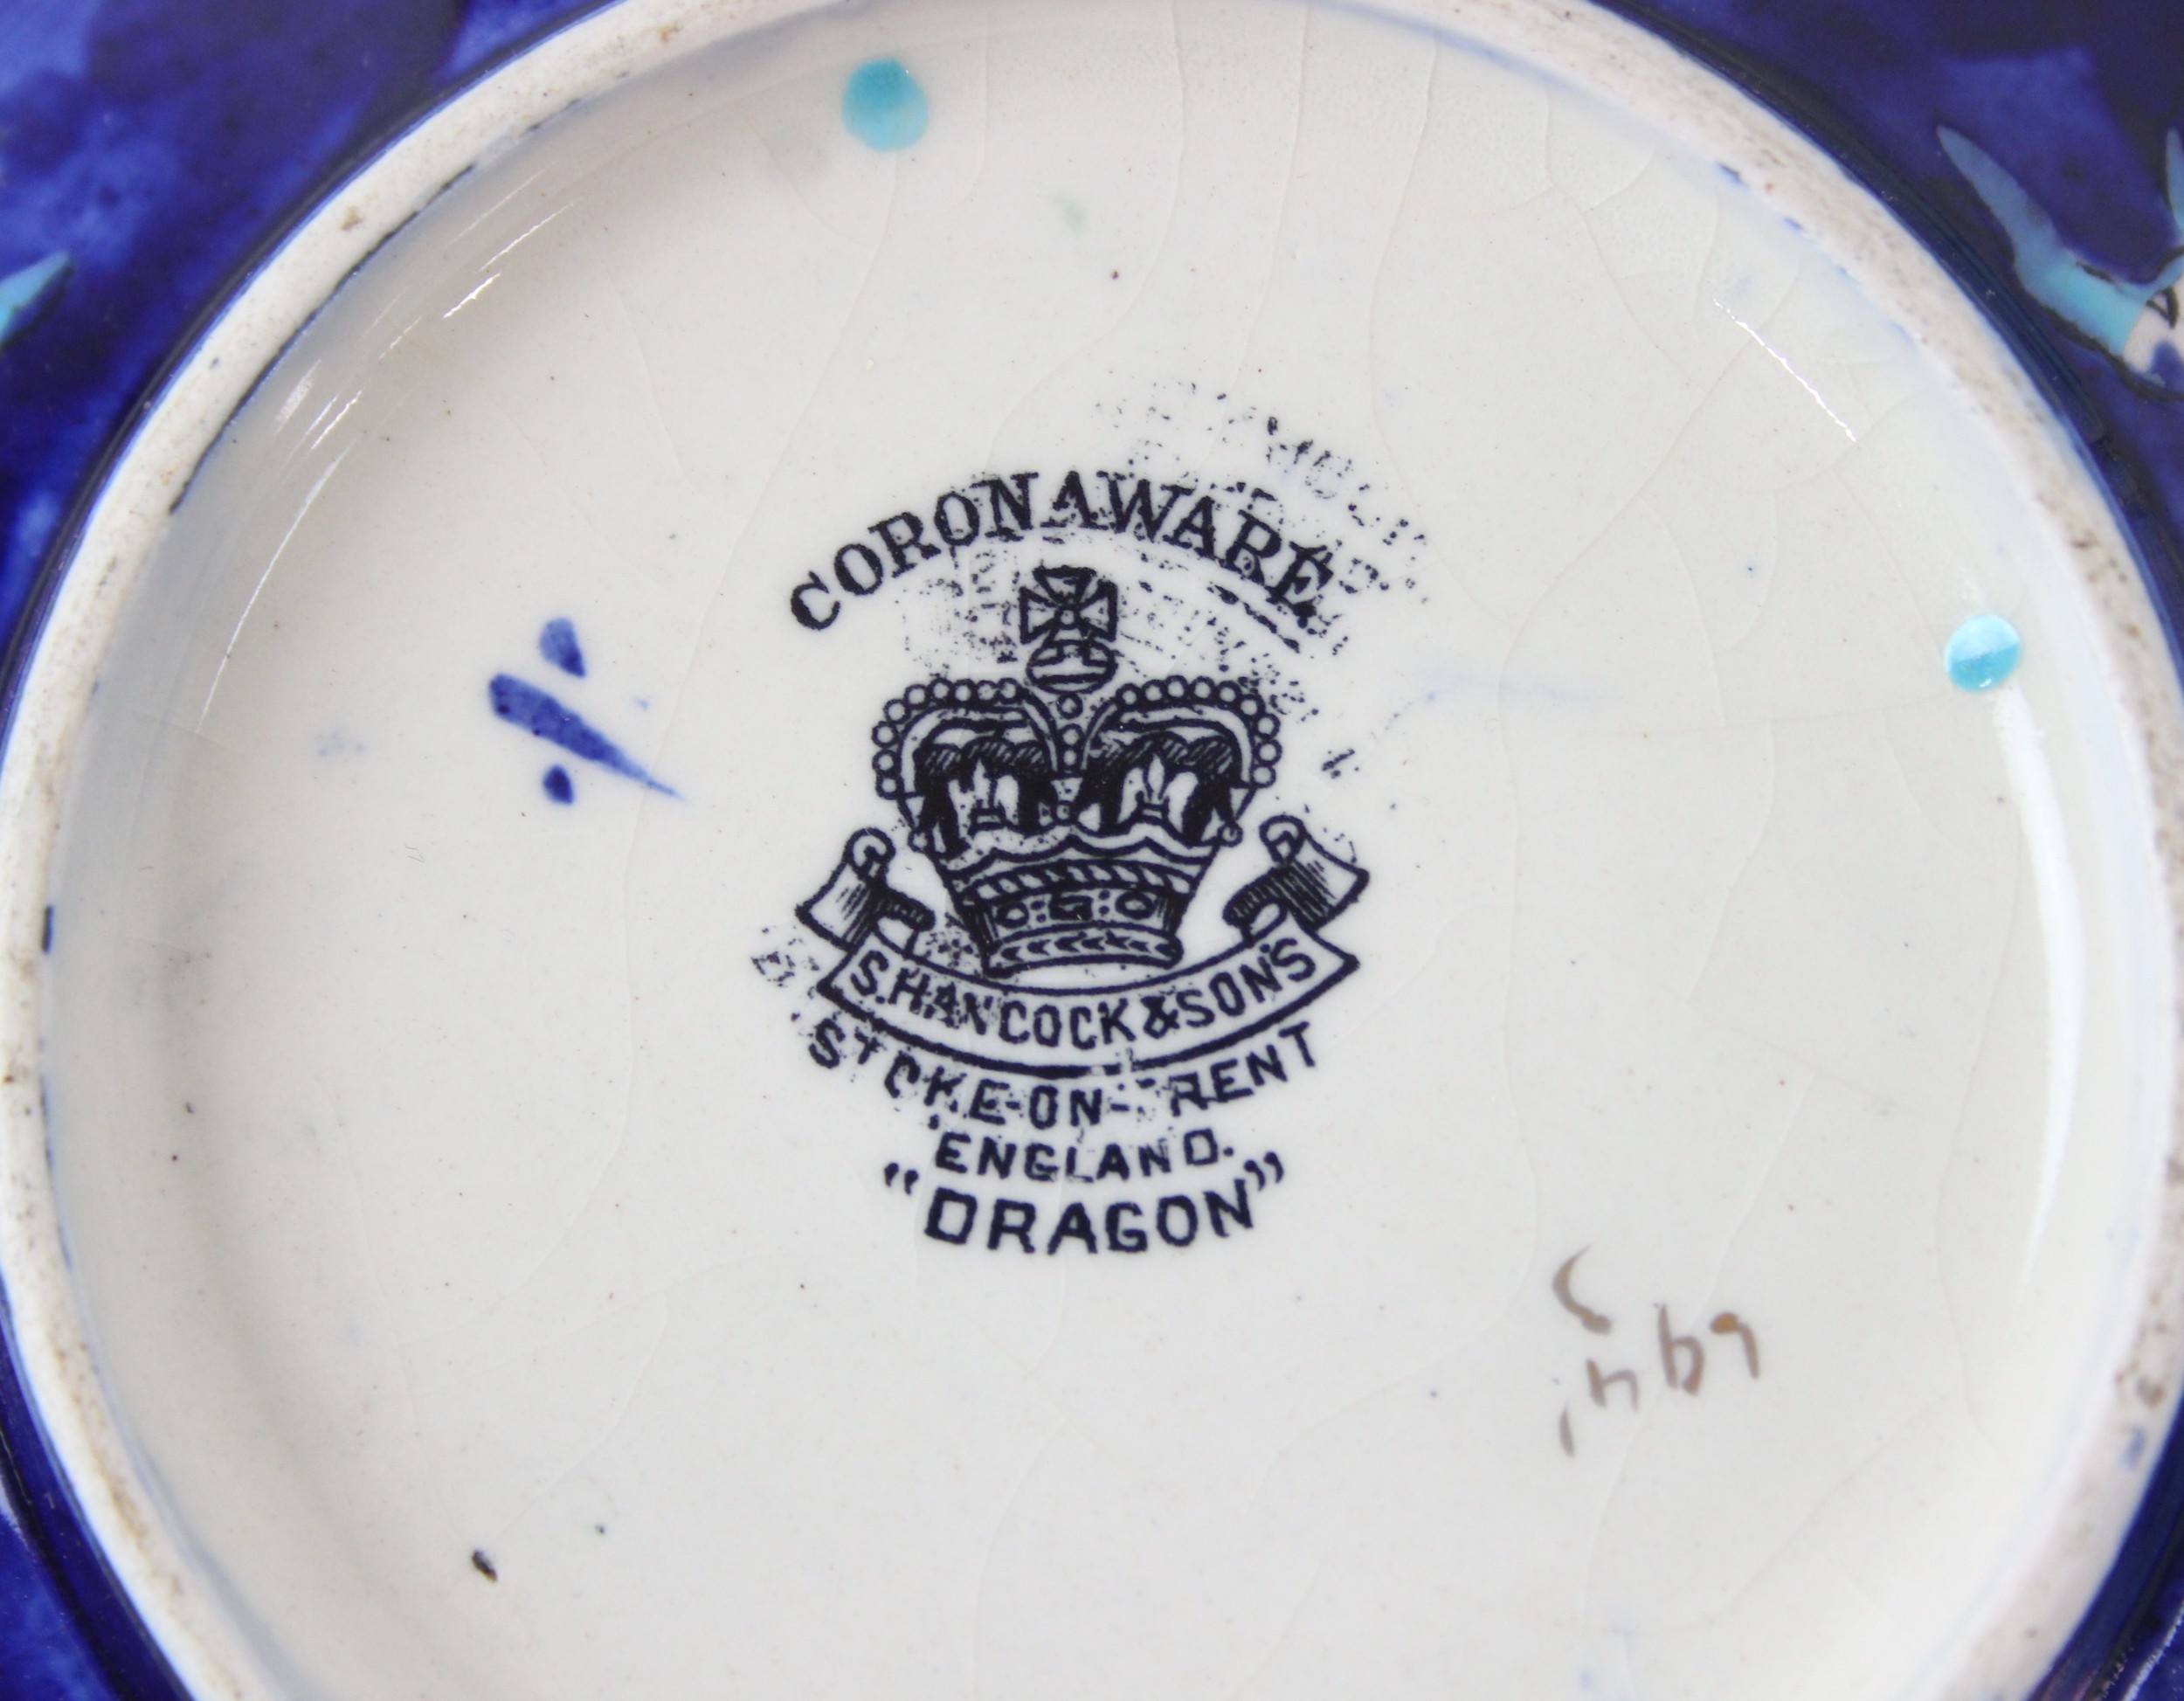 CORONAWARE
S.HANCOCK & SONS
STOKE-ON-TRENT
ENGLAND.
"DRAGON"